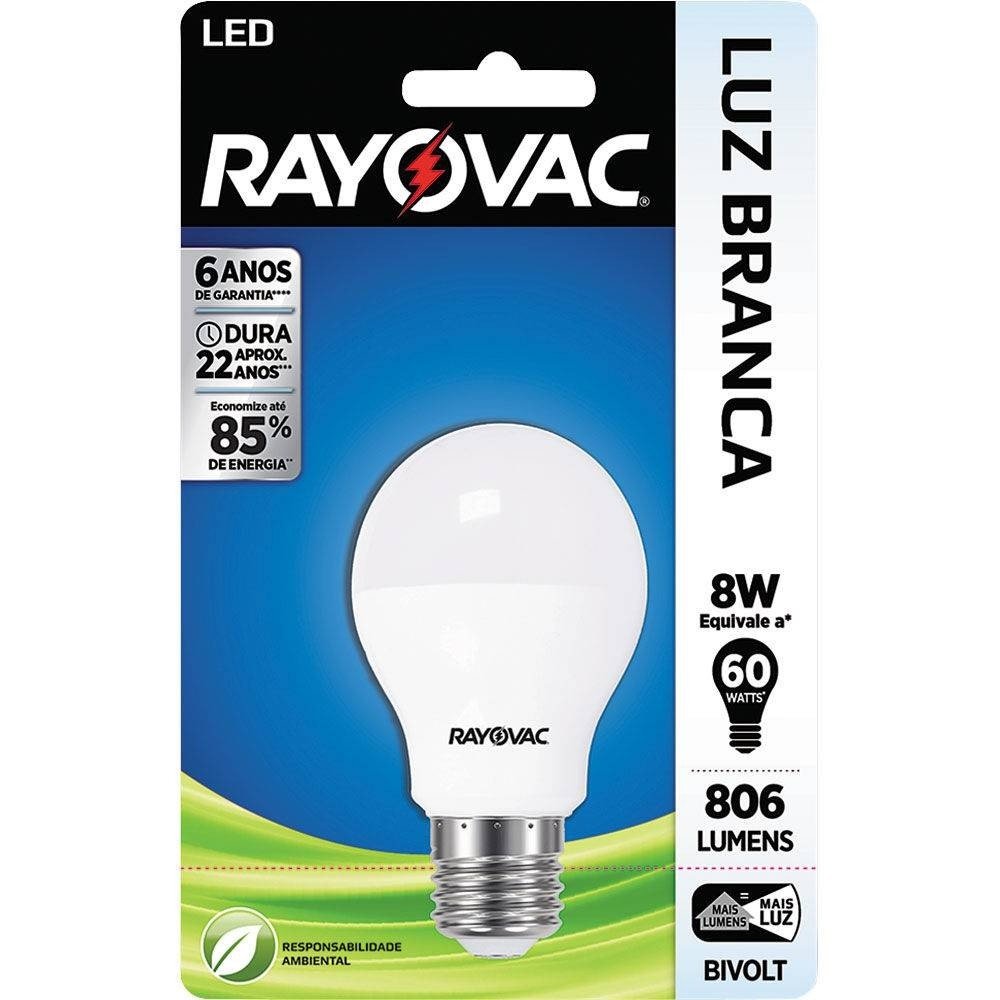 LED
RAYOVAC®
6 ANOS
DE GARANTIA****
DURA
22 APROX.
ANOS***
Economize até
85%
DE ENERGIA**
RAYOVAC
RESPONSABILIDADE
AMBIENTAL
LUZ BRANCA
8W
Equivale a*
60
WATTS*
806
LUMENS
MAIS
LUMENS
=
MAIS
LUZ
BIVOLT